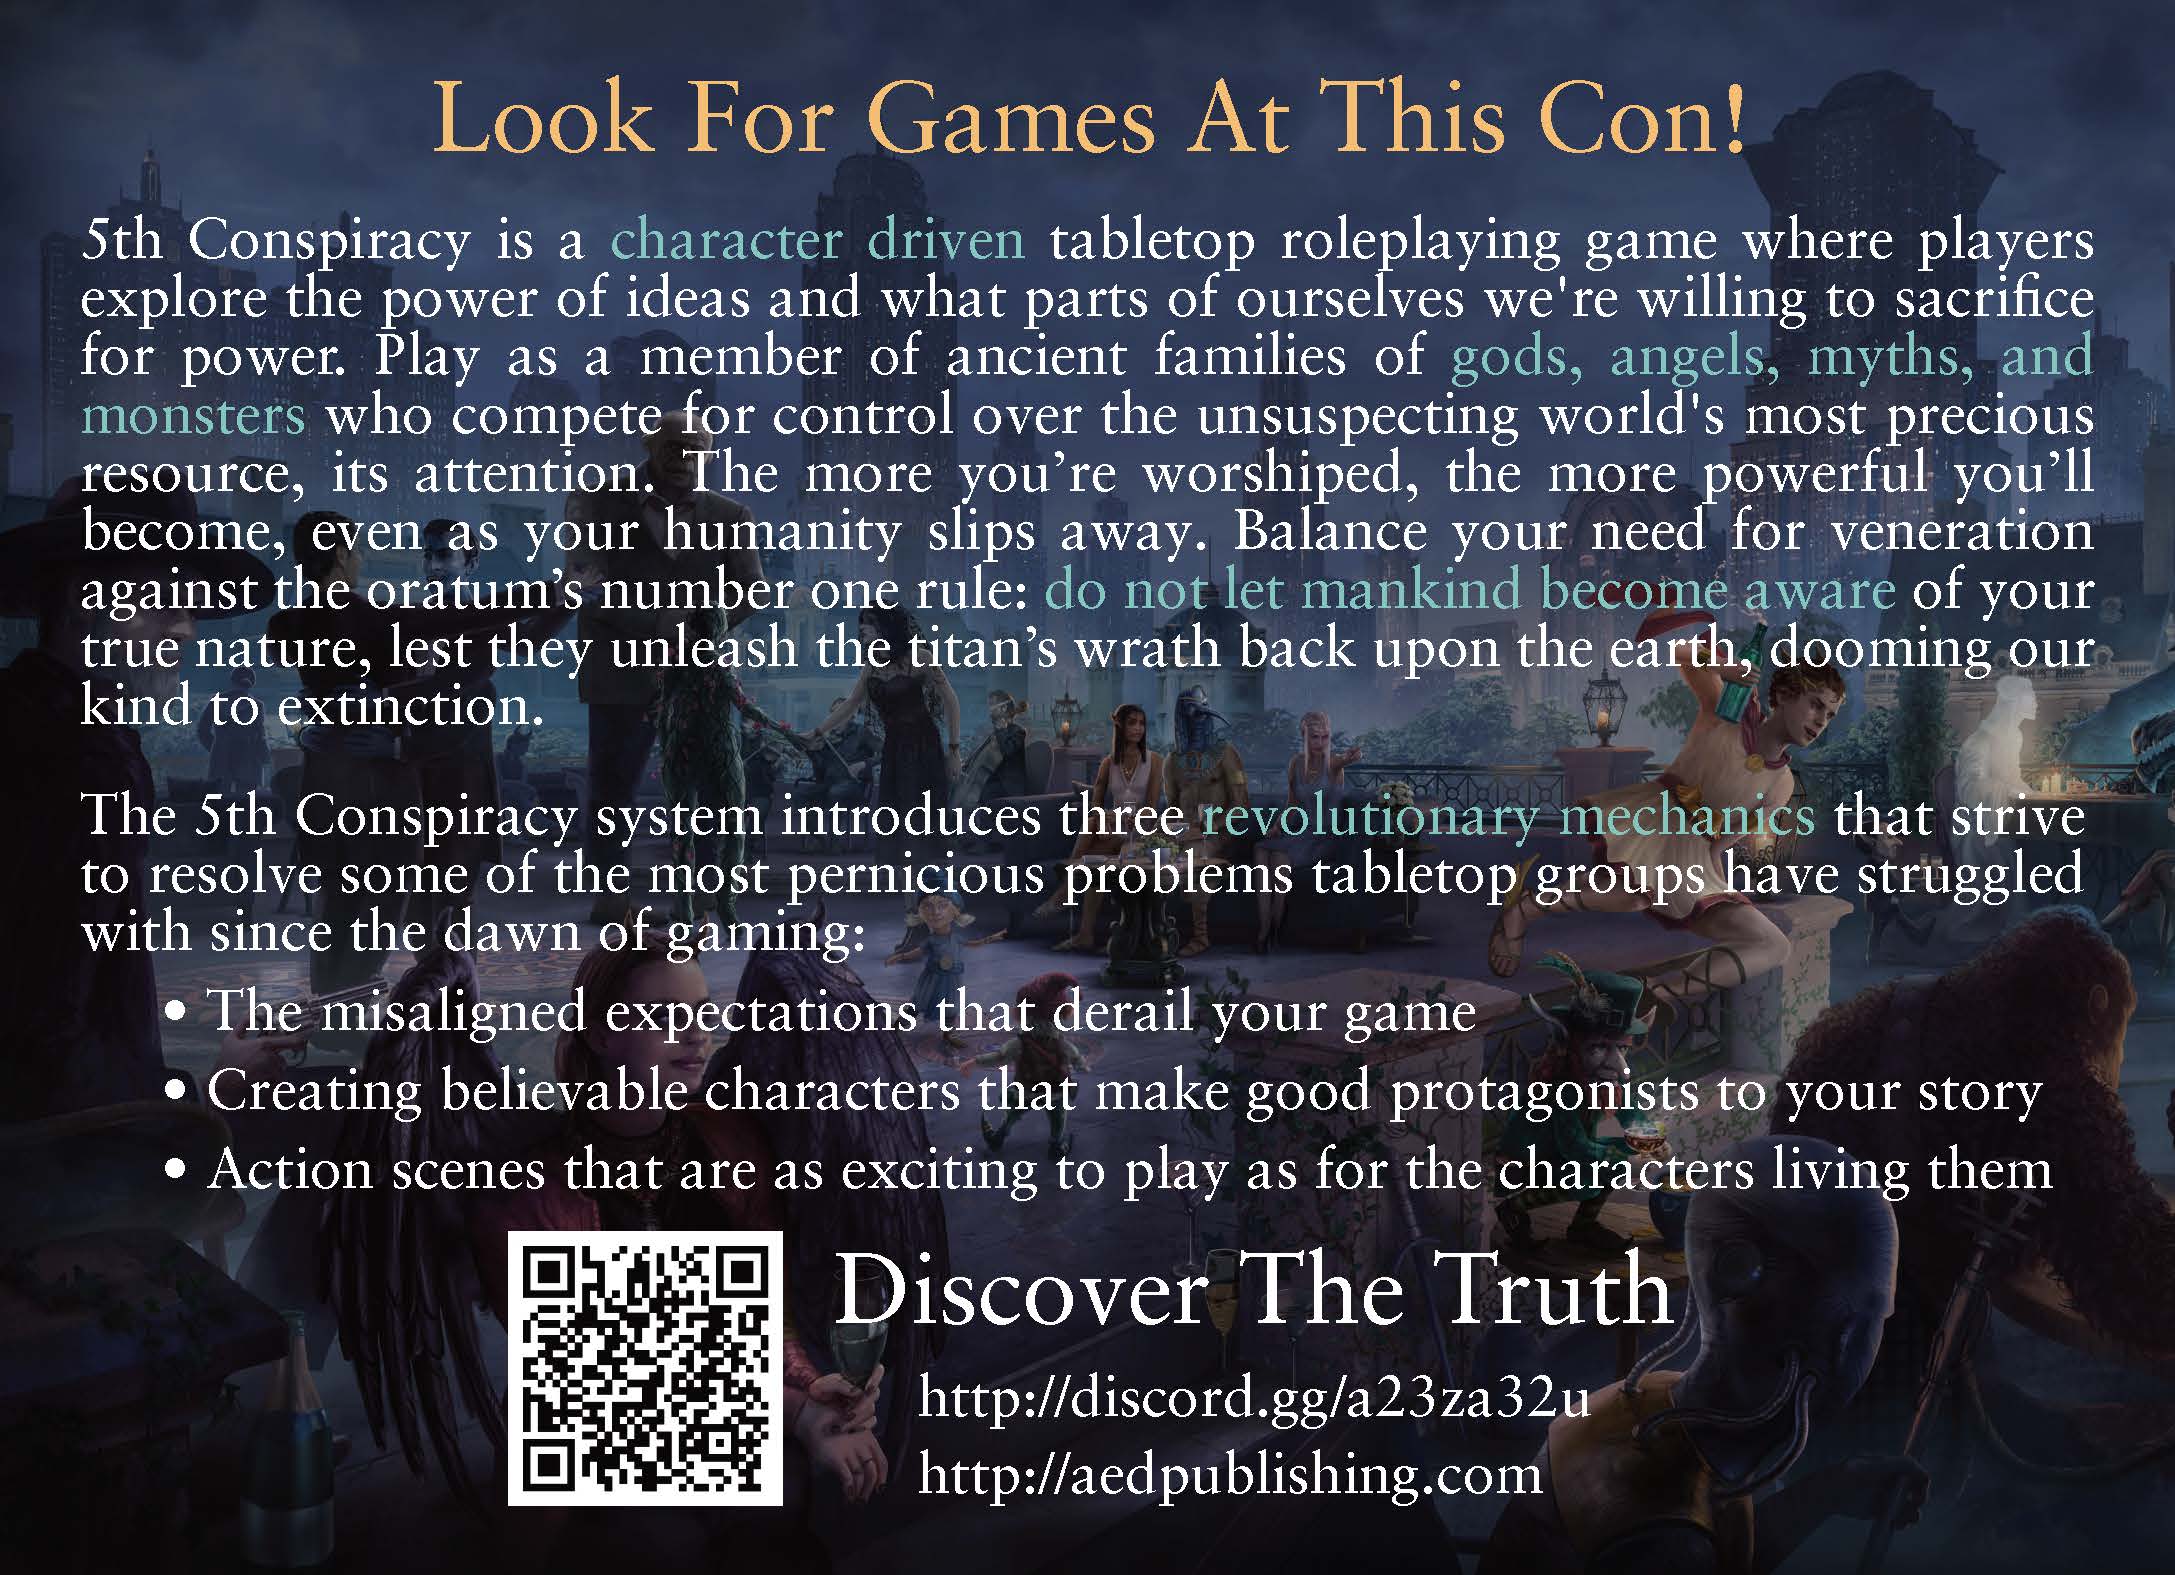 Look For Games At This Con!
5th Conspiracy is a character driven tabletop roleplaying game where players
explore the power of ideas and what parts of ourselves we're willing to sacrifice
for power. Play as a member of ancient families of gods, angels, myths, and
monsters who compete for control over the unsuspecting world's most precious
resource, its attention. The more you’re worshiped, the more powerful you’ll
become, even as your humanity slips away. Balance your need for veneration
against the oratum’s number one rule: do not let mankind become aware of your
true nature, lest they unleash the titan’s wrath back upon the earth, dooming our
kind to extinction.
The 5th Conspiracy system introduces three revolutionary mechanics that strive
to resolve some of the most pernicious problems tabletop groups have struggled
with since the dawn of gaming:
• The misaligned expectations that derail your game
• Creating believable characters that make good protagonists to your story
• Action scenes that are as exciting to play as for the characters living them
Discover The Truth
http://discord.gg/a23za32u
http://aedpublishing.com